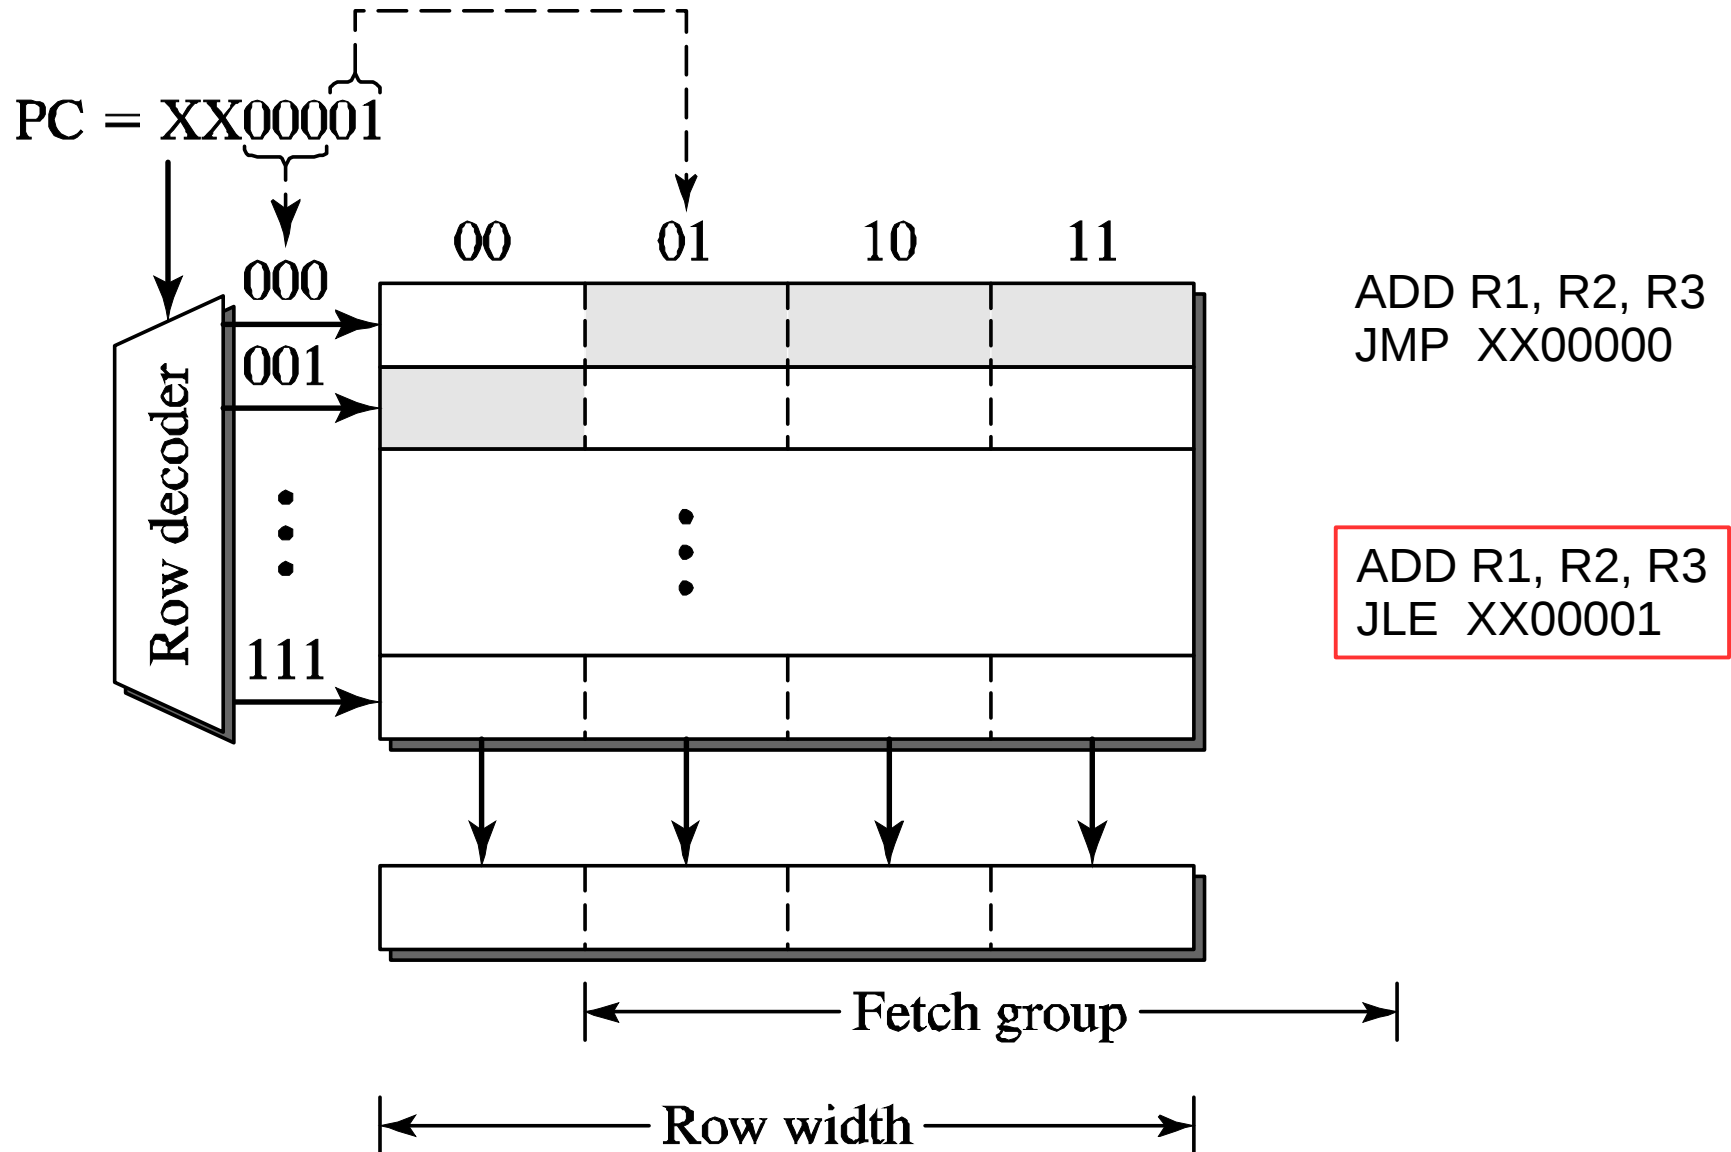 PC = XX00001
00 01 10 11
000
001
111
Row decoder
ADD R1, R2, R3
JMP XX00000
ADD R1, R2, R3
JLE XX00001
Fetch group
Row width